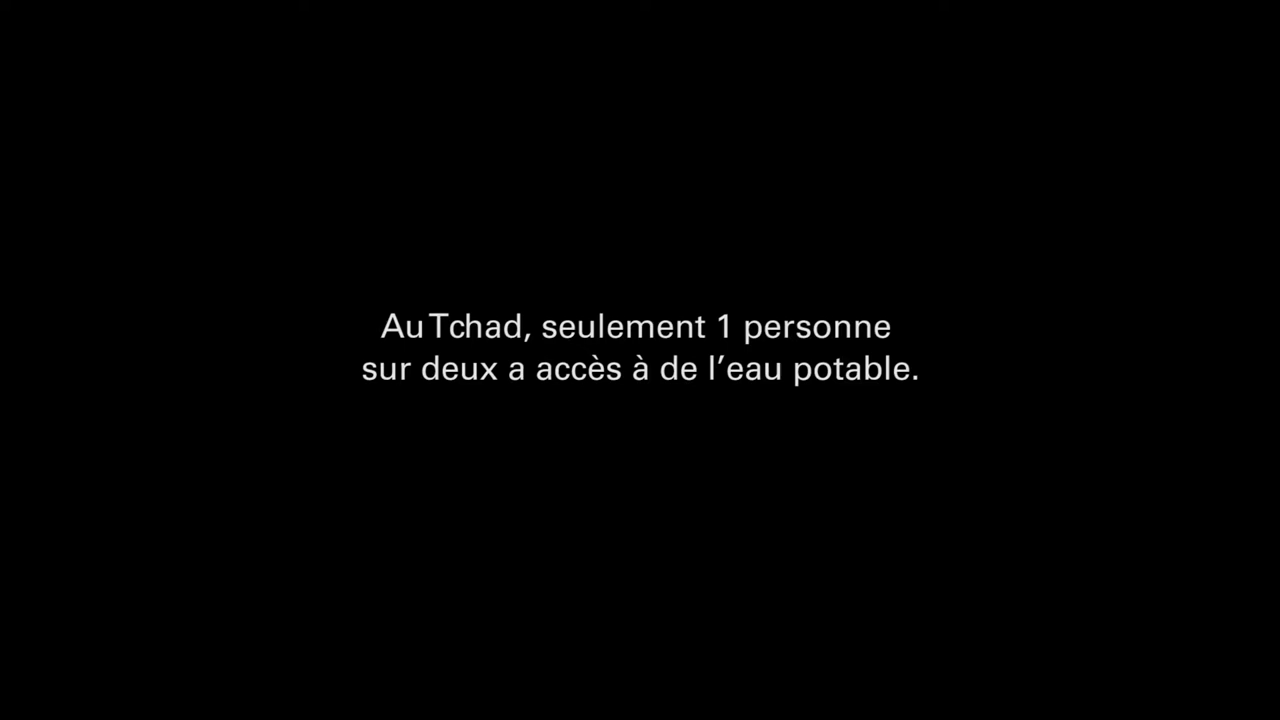 Au Tchad, seulement 1 personne
sur deux a accès à de l’eau potable.